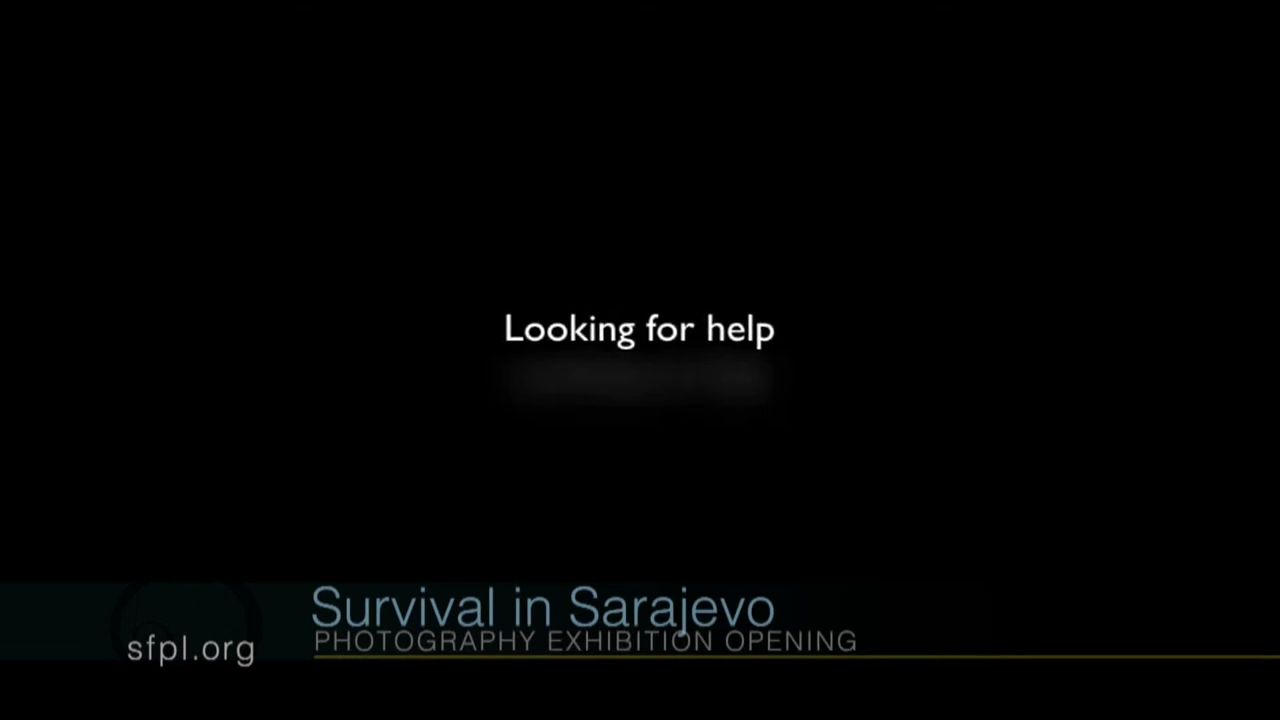 Looking for help
Survival in Sarajevo
PHOTOGRAPHY EXHIBITION OPENING
sfpl.org